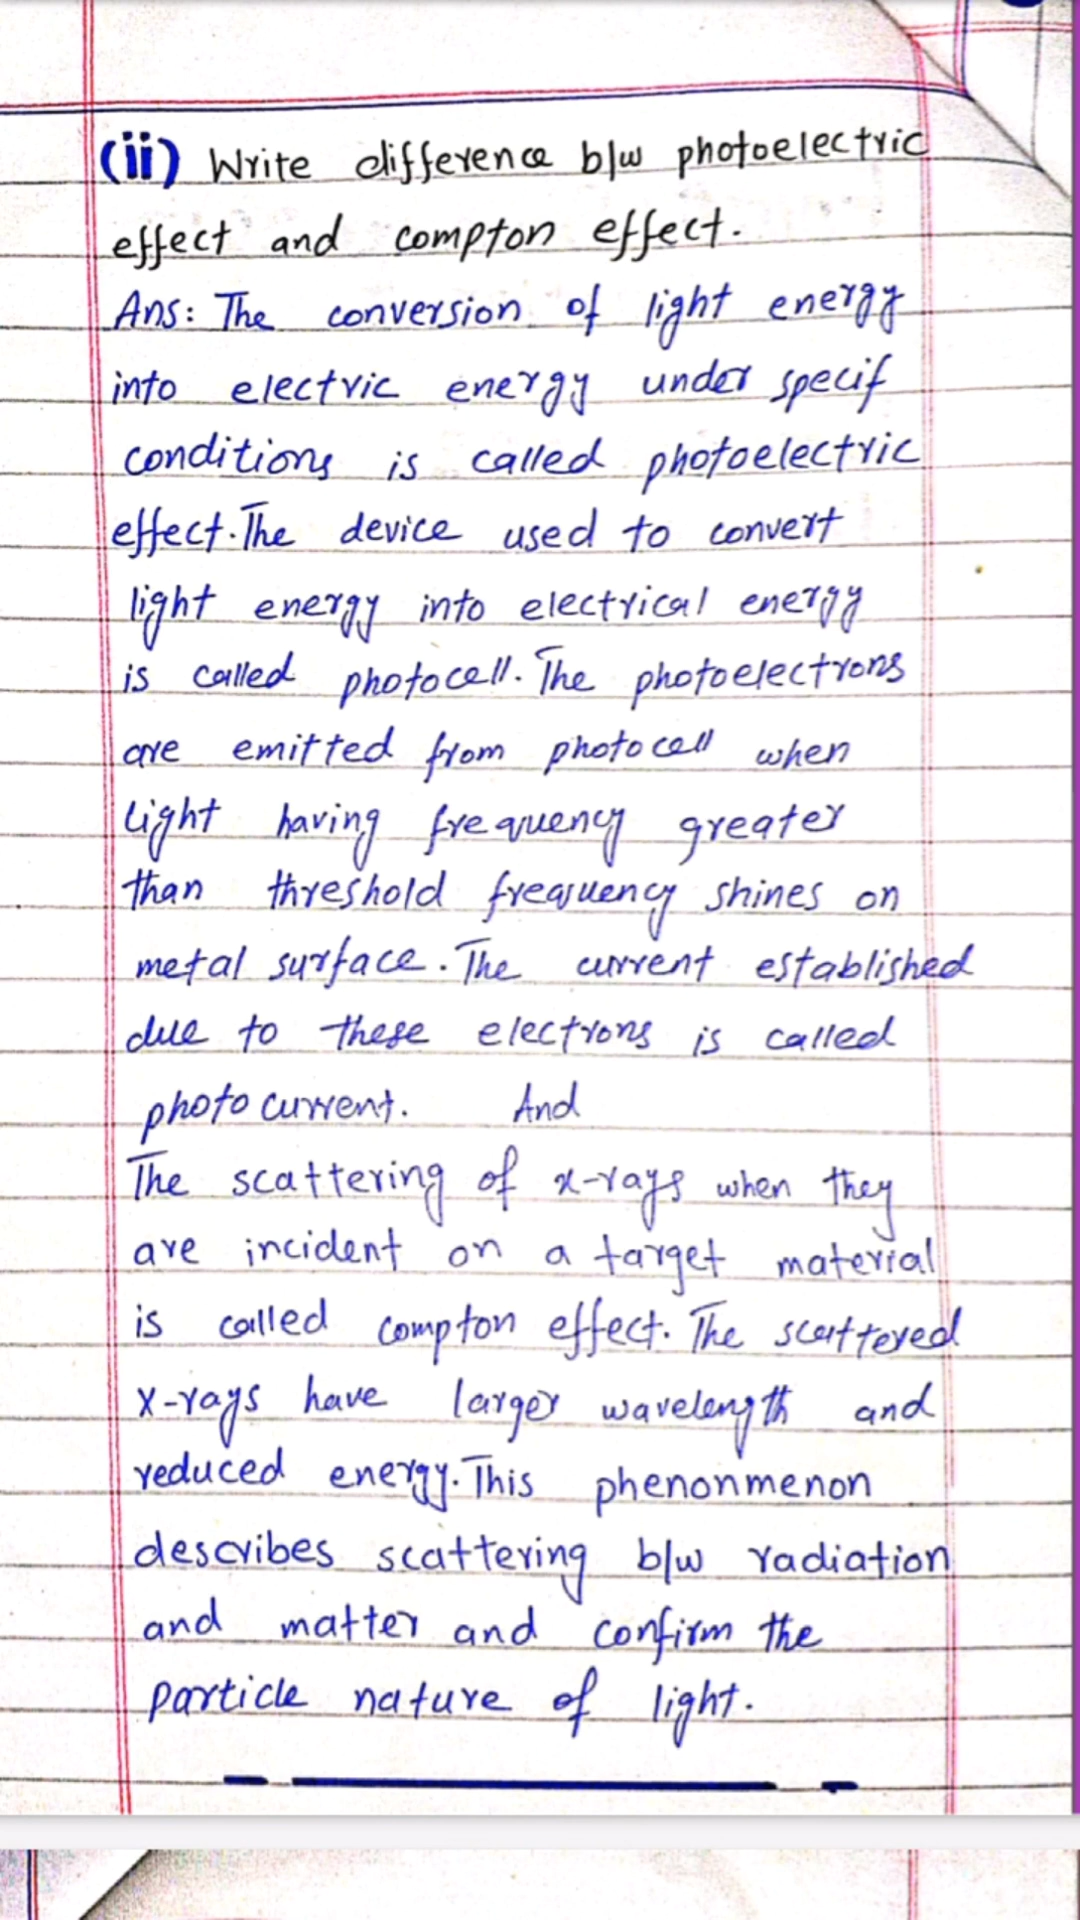 (ii) Write difference b/w photoelectric
effect and compton effect.
Ans: The conversion of light energy
into electric energy under specif
conditions is called photoelectric
effect. The device used to convert
light energy into electrical energy
is called photocell. The photoelectrons
are emitted from photocell when
light having frequency greater
than threshold frequency shines on
metal surface. The current established
due to these electrons is called
photo current. And
The scattering of x-rays when they
are incident on a target material
is called compton effect. The scattered
X-rays have larger wavelength and
reduced energy. This phenonmenon
describes scattering b/w radiation
and matter and confirm the
particle nature of light.